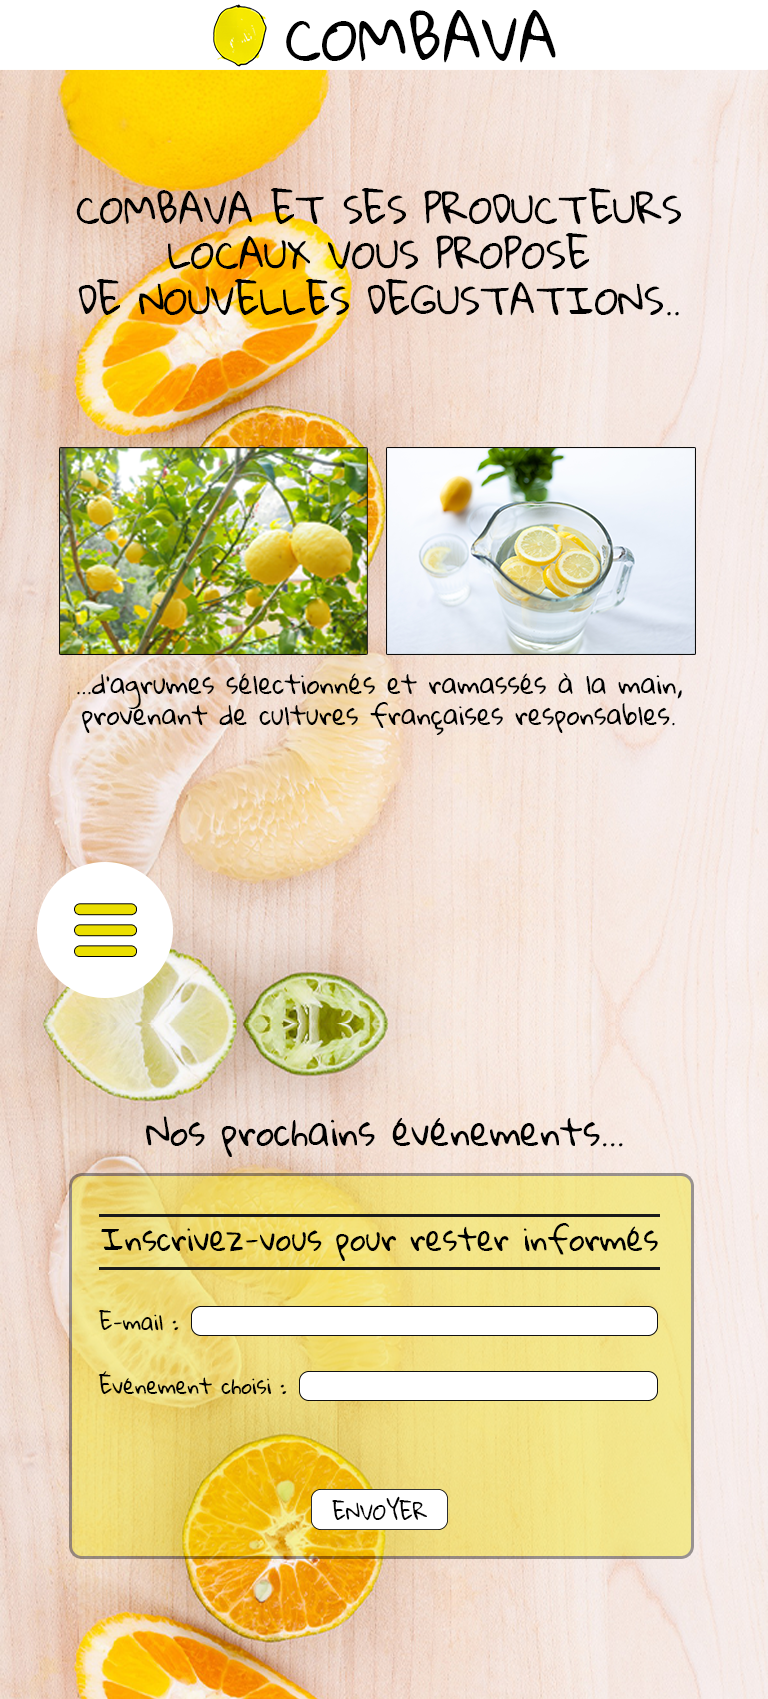 COMBAVA
COMBAVA ET SES PRODUCTEURS
LOCAUX VOUS PROPOSE
DE NOUVELLES DEGUSTATIONS..
...d'agrumes sélectionnés et ramassés à la main,
provenant de cultures françaises responsables.
Nos prochains événements...
Inscrivez-vous pour rester informés
E-mail :
Événement choisi :
ENVOYER